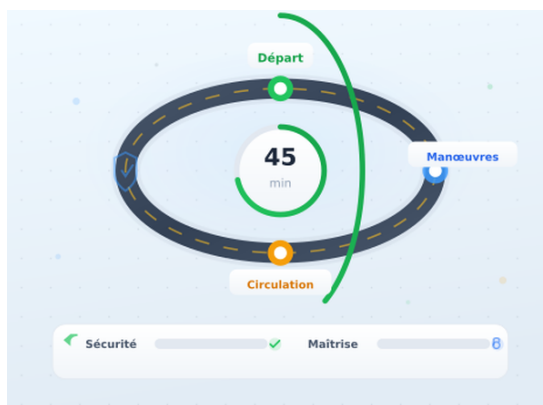 Départ
45
min
Manœuvres
Circulation
Sécurité
Maîtrise